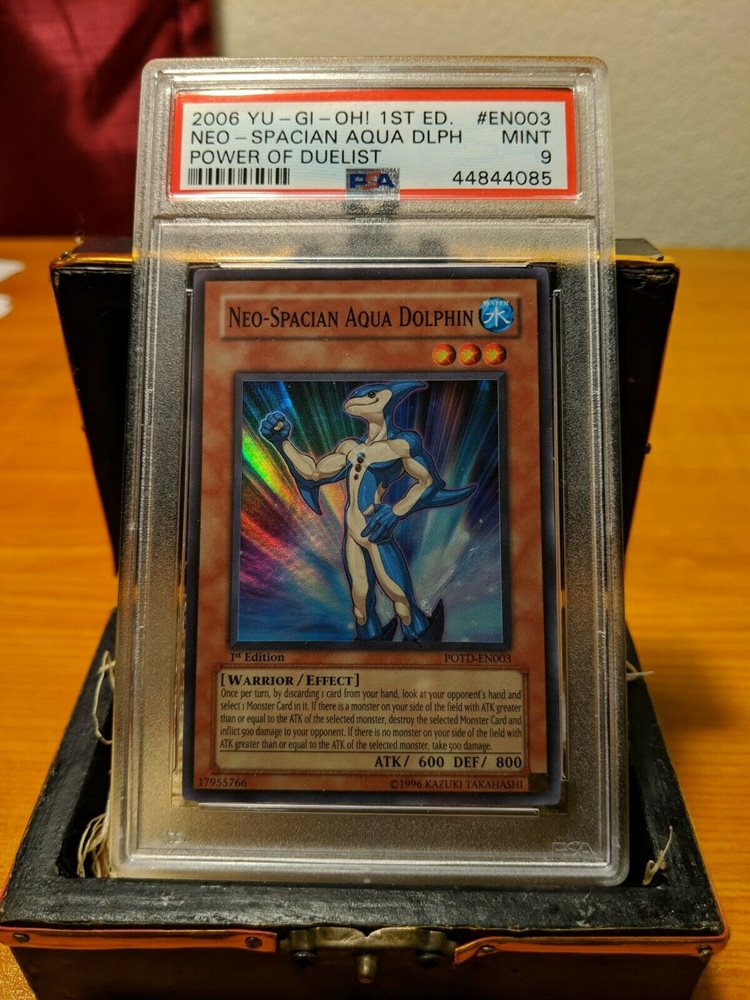 2006 YU-GI-OH! 1ST ED. #EN003
NEO-SPACIAN AQUA DLPH MINT
POWER OF DUELIST 9
PSA 44844085
NEO-SPACIAN AQUA DOLPHIN
WATER
水
1st Edition POTD-EN003
[WARRIOR/EFFECT]
Once per turn, by discarding 1 card from your hand, look at your opponent's hand and
select 1 Monster Card in it. If there is a monster on your side of the field with ATK greater
than or equal to the ATK of the selected monster, destroy the selected Monster Card and
inflict 500 damage to your opponent. If there is no monster on your side of the field with
ATK greater than or equal to the ATK of the selected monster, take 500 damage.
ATK/ 600 DEF/ 800
17955766 ©1996 KAZUKI TAKAHASHI
PSA